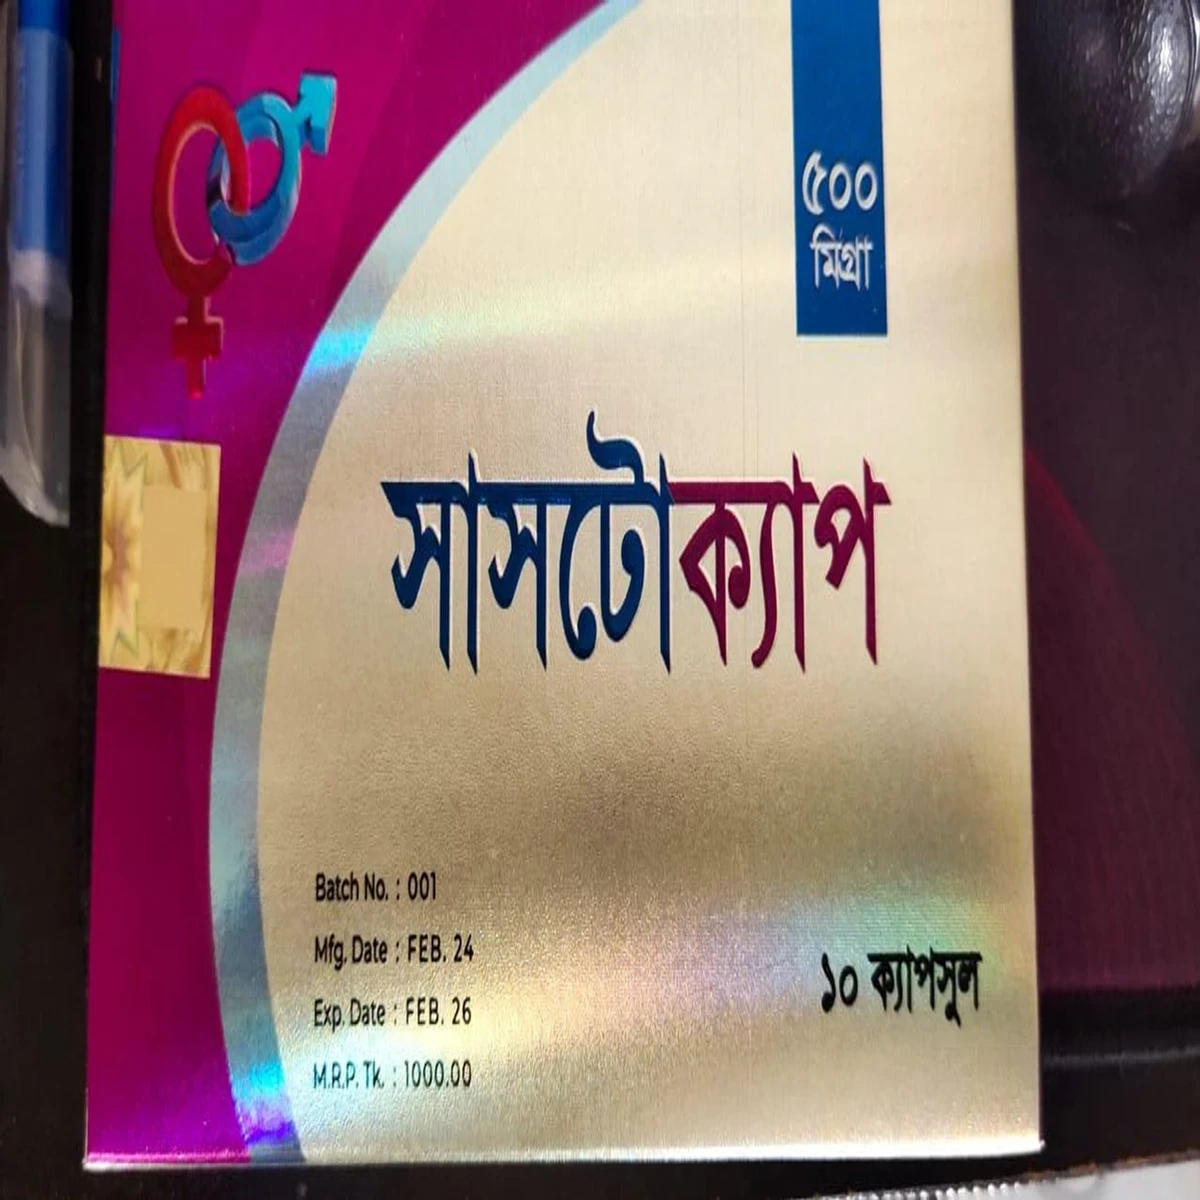 ৫০০
মিগ্রা
সাসটোক্যাপ
Batch No. : 001
Mfg. Date : FEB. 24
Exp. Date : FEB. 26
M.R.P. Tk. : 1000.00
১০ ক্যাপসুল